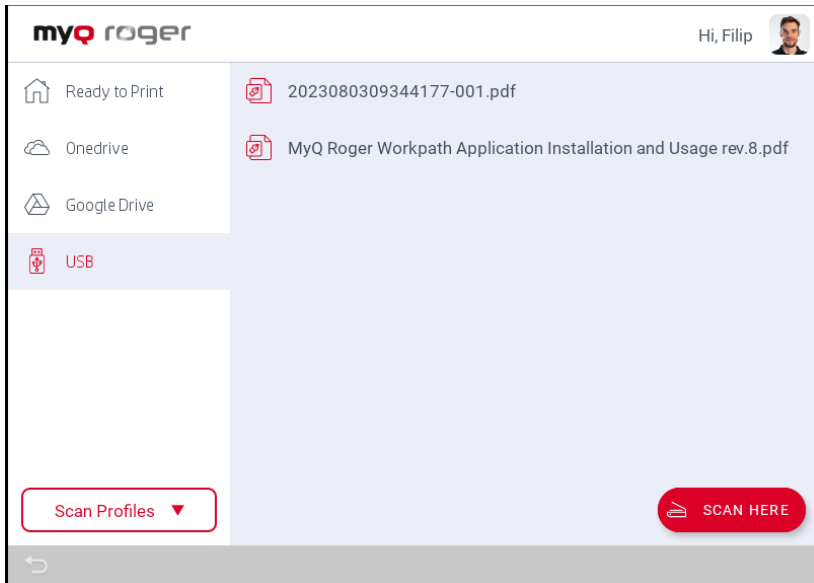 myQ roger
Hi, Filip
Ready to Print
Onedrive
Google Drive
USB
2023080309344177-001.pdf
MyQ Roger Workpath Application Installation and Usage rev.8.pdf
Scan Profiles ▼
SCAN HERE